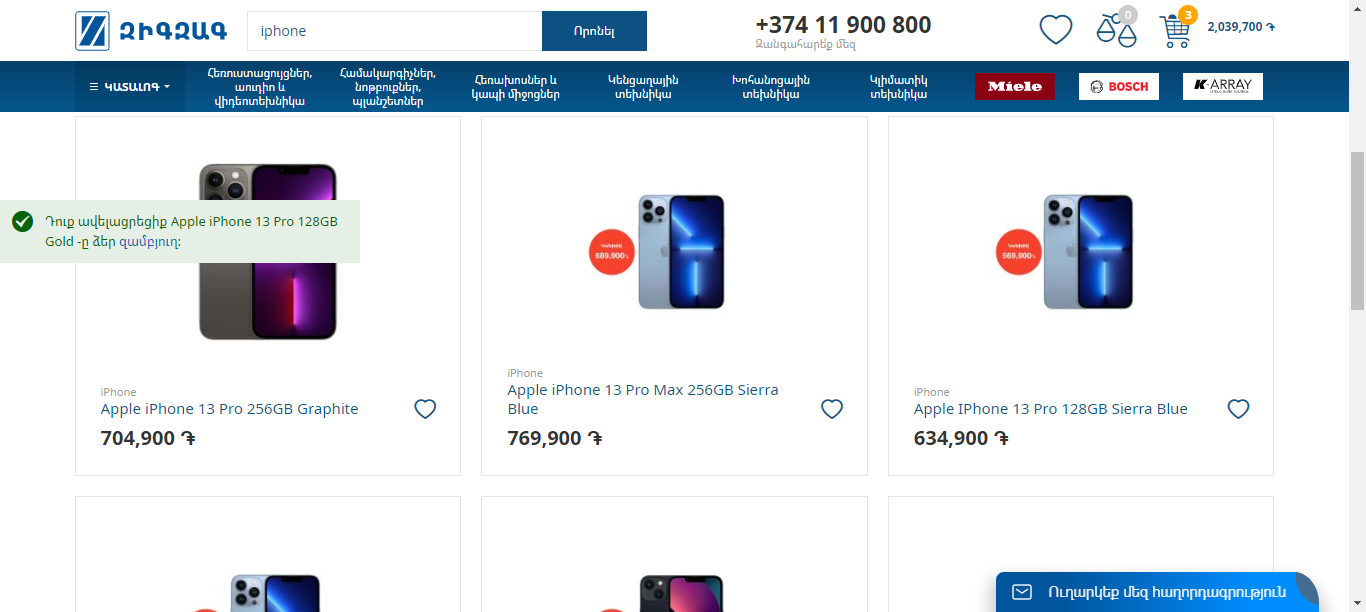 ԶԻԳԶԱԳ
iphone
Որոնել
+374 11 900 800
Զանգահարեք մեզ
0
3
2,039,700 ֏
≡ ԿԱՏԱԼՈԳ
Հեռուստացույցներ, աուդիո և վիդեոտեխնիկա
Համակարգիչներ, նոթբուքներ, պլանշետներ
Հեռախոսներ և կապի միջոցներ
Կենցաղային տեխնիկա
Խոհանոցային տեխնիկա
Կլիմատիկ տեխնիկա
Miele
BOSCH
K-ARRAY
Դուք ավելացրեցիք Apple iPhone 13 Pro 128GB
Gold -ը ձեր զամբյուղ:
iPhone
Apple iPhone 13 Pro 256GB Graphite
704,900 ֏
689,900֏
iPhone
Apple iPhone 13 Pro Max 256GB Sierra
Blue
769,900 ֏
569,900֏
iPhone
Apple IPhone 13 Pro 128GB Sierra Blue
634,900 ֏
Ուղարկեք մեզ հաղորդագրություն